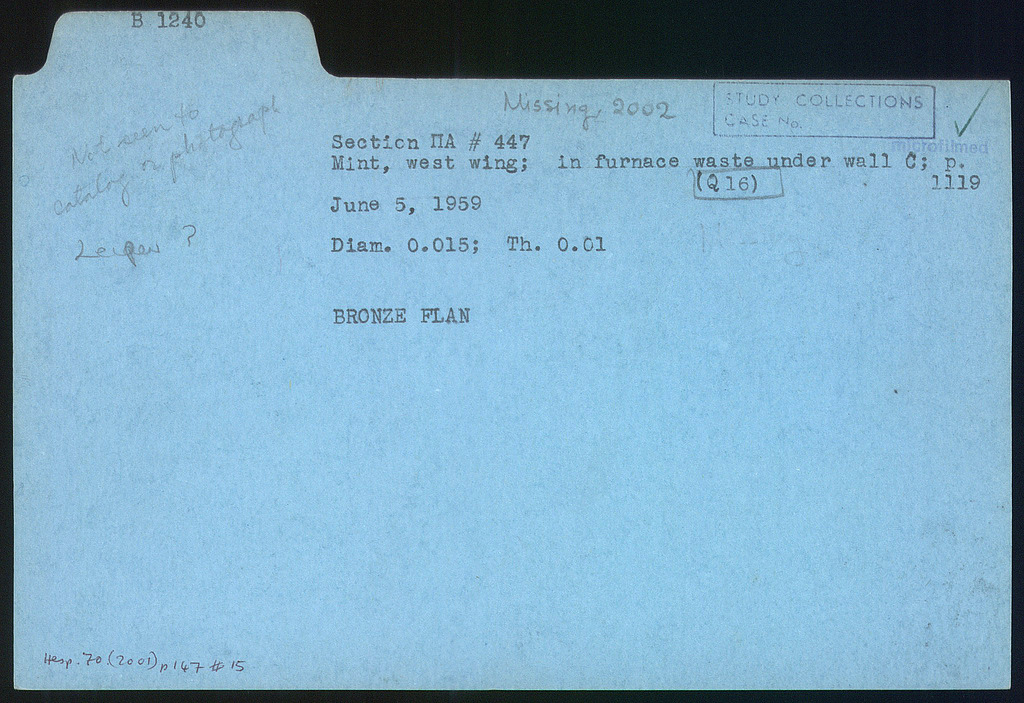 B 1240
Not seen to
catalog or photograph
Missing, 2002
STUDY COLLECTIONS
CASE No.
microfilmed
Section ΠA # 447
Mint, west wing; in furnace waste under wall C; p.
(Q 16) 1119
June 5, 1959
Diam. 0.015; Th. 0.01
BRONZE FLAN
Hesp. 70 (2001) p 147 # 15